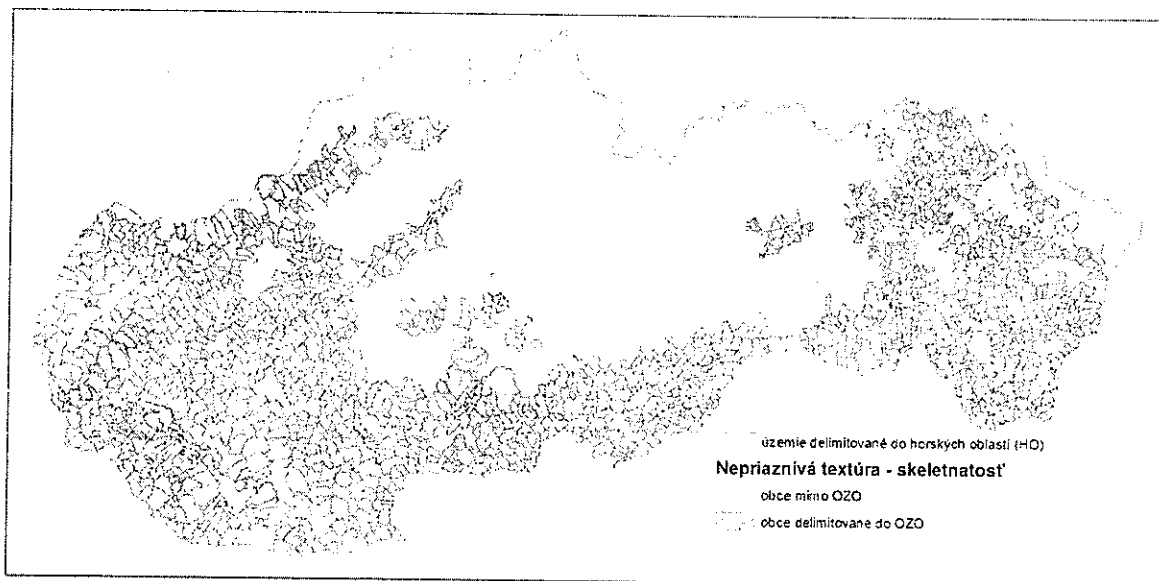 územie delimitované do horských oblastí (HO)
Nepriaznivá textúra - skeletnatosť
obce mimo OZO
obce delimitované do OZO